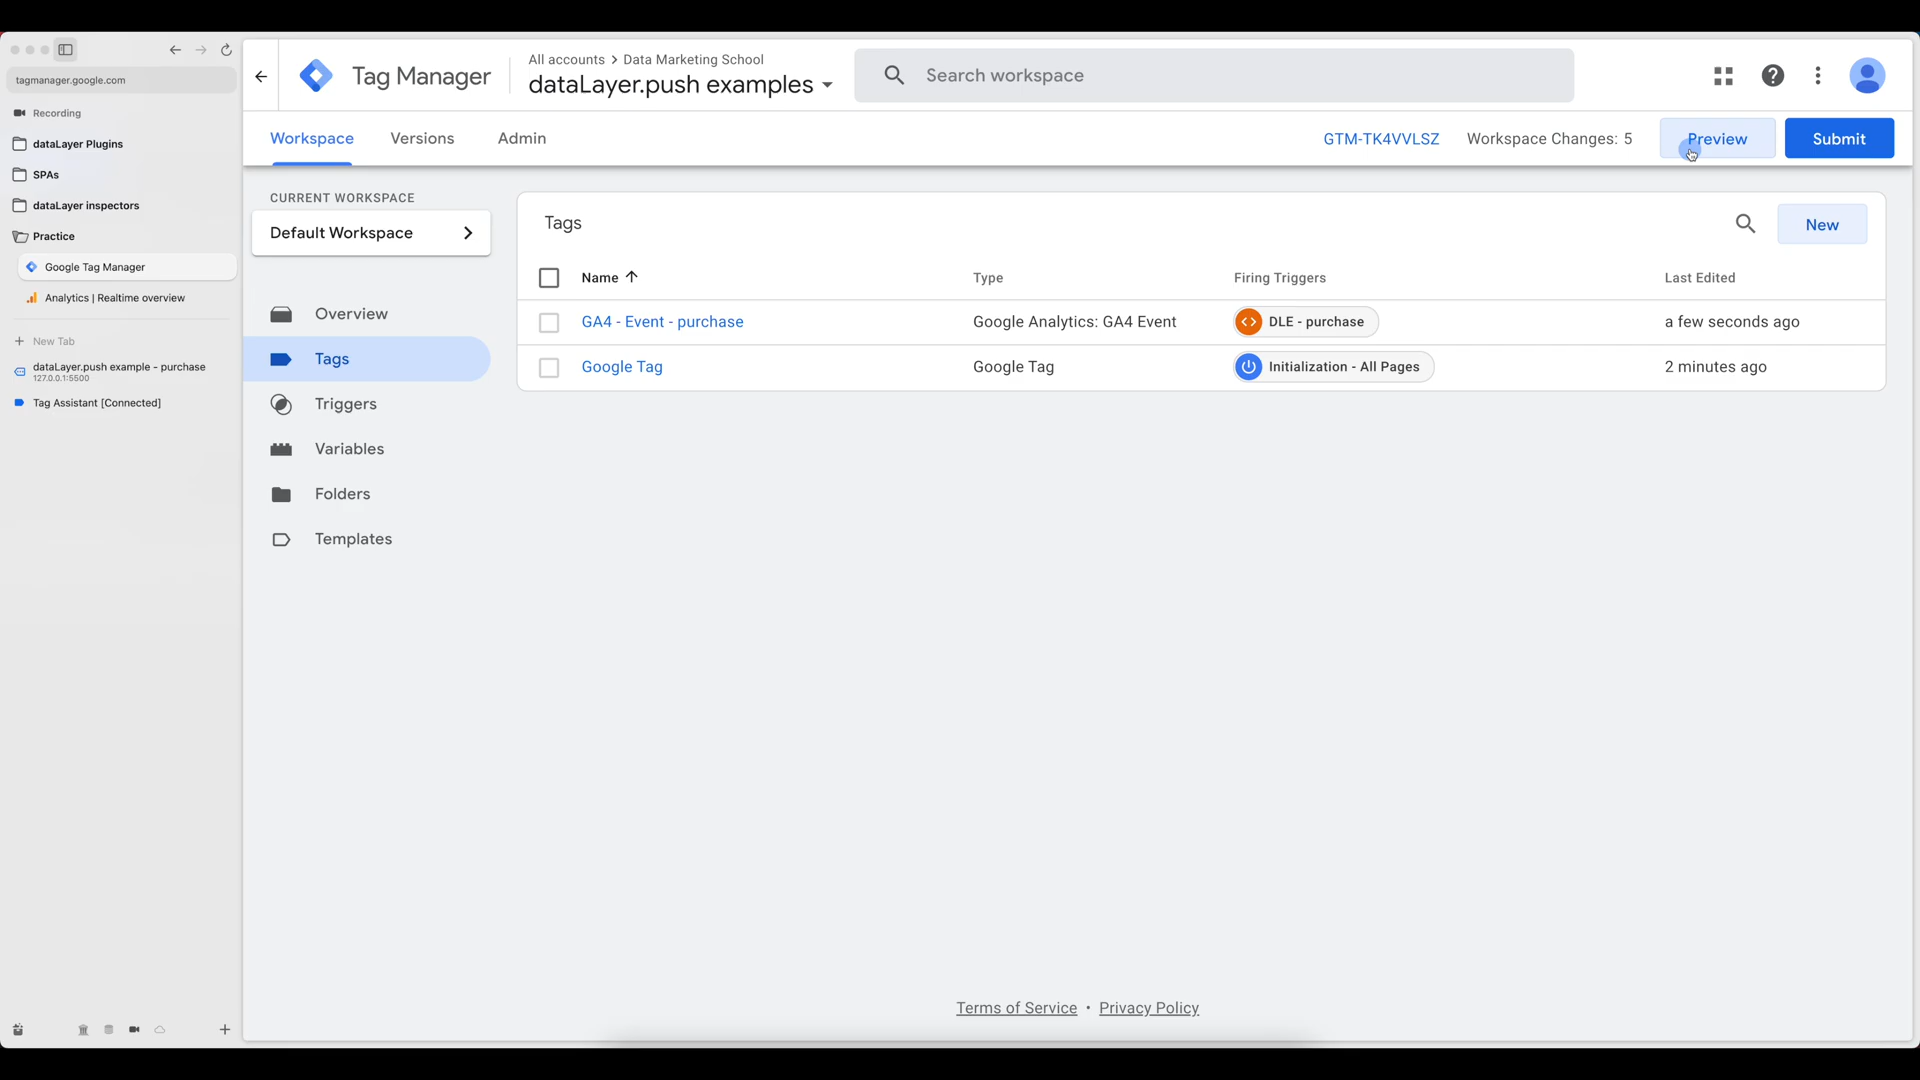 tagmanager.google.com
Recording
dataLayer Plugins
SPAs
dataLayer inspectors
Practice
Google Tag Manager
Analytics | Realtime overview
New Tab
dataLayer.push example - purchase
127.0.0.1:5500
Tag Assistant [Connected]
Tag Manager
All accounts > Data Marketing School
dataLayer.push examples
Search workspace
Workspace Versions Admin
GTM-TK4VVLSZ Workspace Changes: 5 Preview Submit
CURRENT WORKSPACE
Default Workspace
Overview
Tags
Triggers
Variables
Folders
Templates
Tags
New
Name Type Firing Triggers Last Edited
GA4 - Event - purchase Google Analytics: GA4 Event DLE - purchase a few seconds ago
Google Tag Google Tag Initialization - All Pages 2 minutes ago
Terms of Service • Privacy Policy